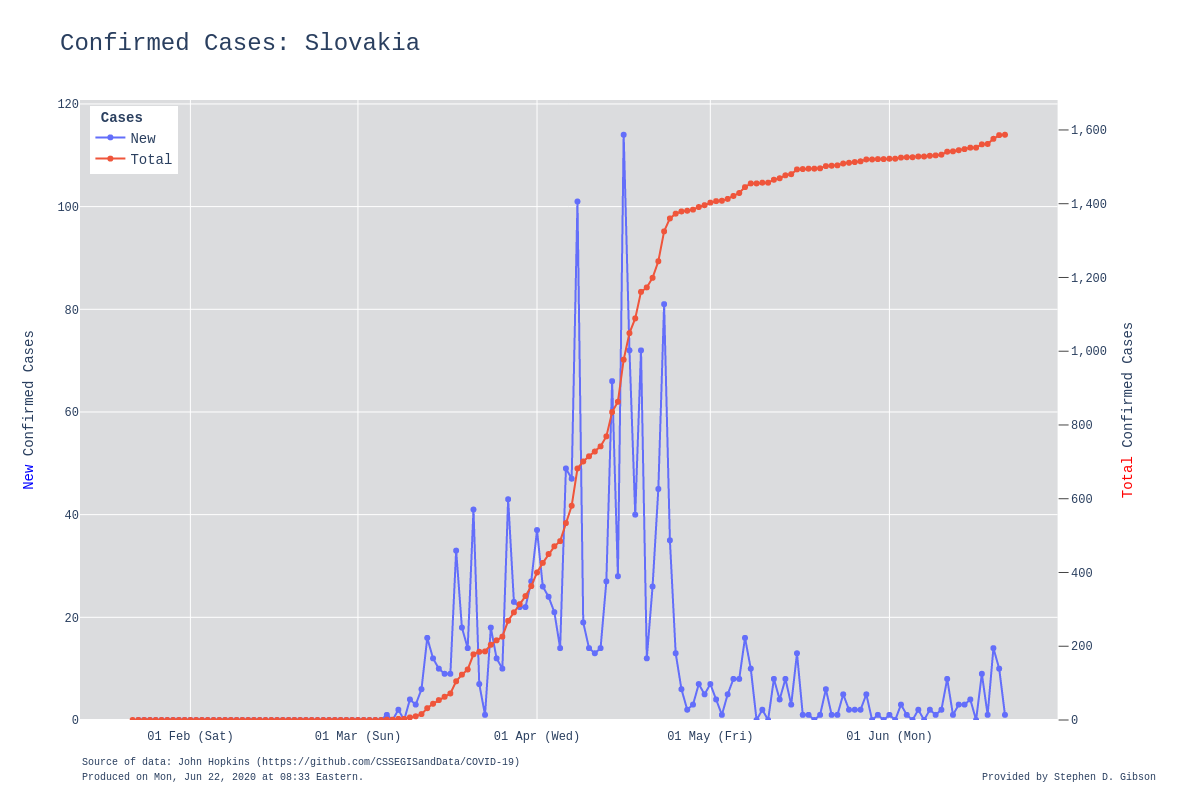 Confirmed Cases: Slovakia
Cases
New
Total
120
100
80
60
40
20
0
1,600
1,400
1,200
1,000
800
600
400
200
0
New Confirmed Cases
Total Confirmed Cases
01 Feb (Sat)
01 Mar (Sun)
01 Apr (Wed)
01 May (Fri)
01 Jun (Mon)
Source of data: John Hopkins (https://github.com/CSSEGISandData/COVID-19)
Produced on Mon, Jun 22, 2020 at 08:33 Eastern.
Provided by Stephen D. Gibson